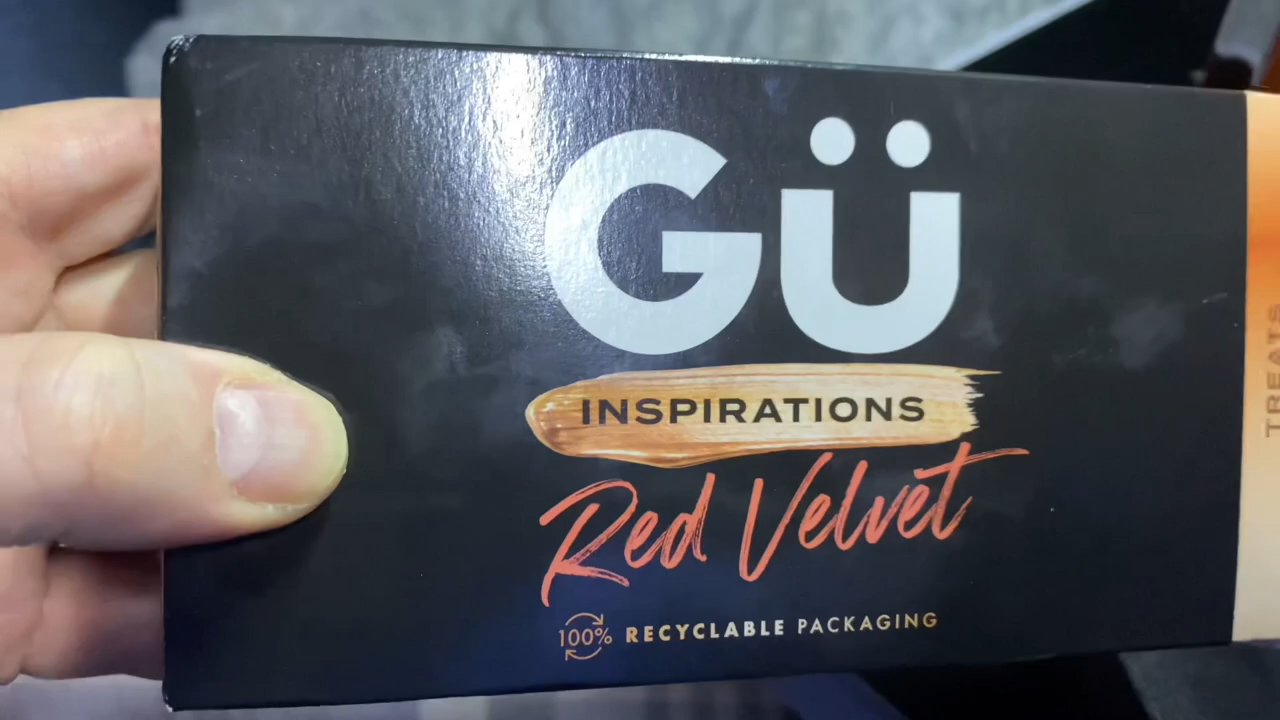 Gü
INSPIRATIONS
Red Velvet
100% RECYCLABLE PACKAGING
TREATS